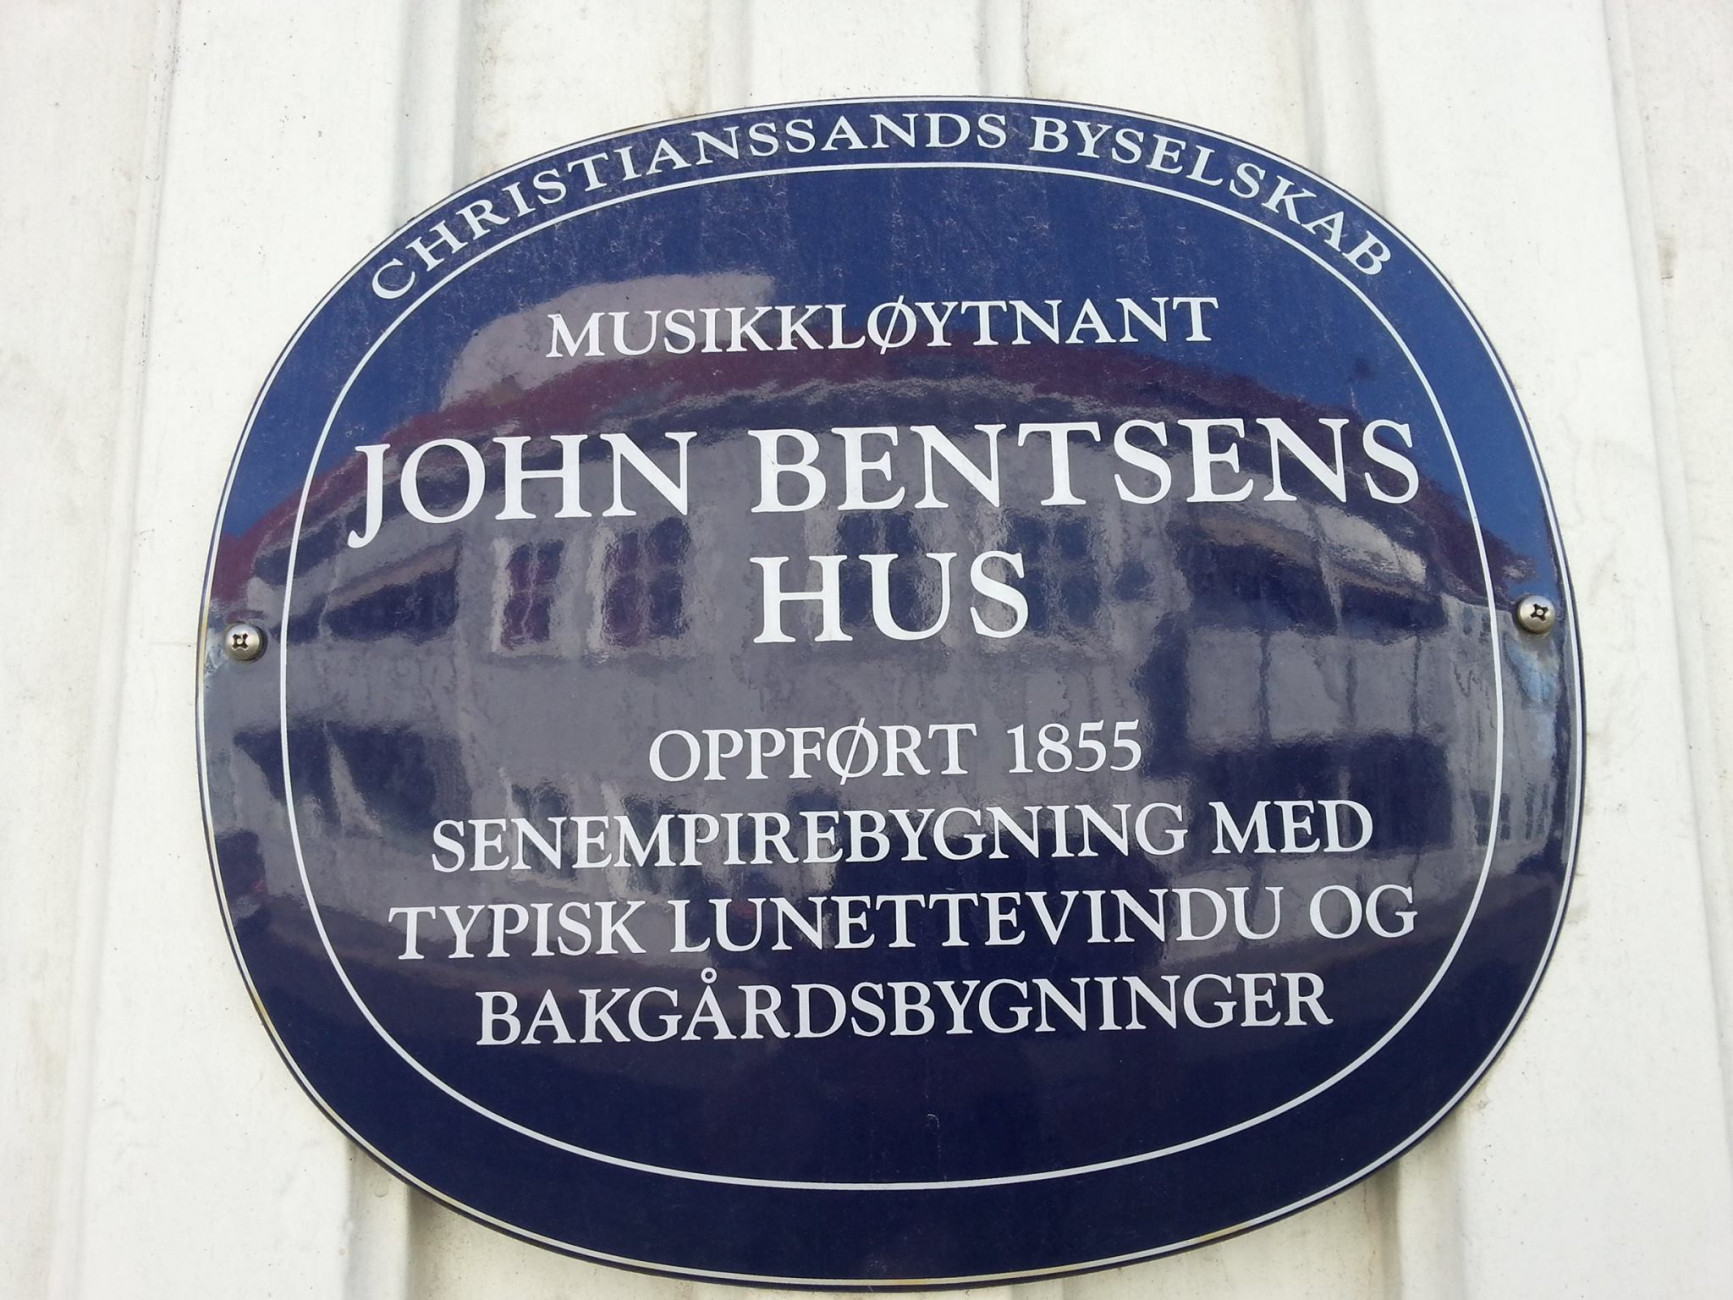 CHRISTIANSSANDS BYSELSKAB
MUSIKKLØYTNANT
JOHN BENTSENS
HUS
OPPFØRT 1855
SENEMPIREBYGNING MED
TYPISK LUNETTEVINDU OG
BAKGÅRDSBYGNINGER